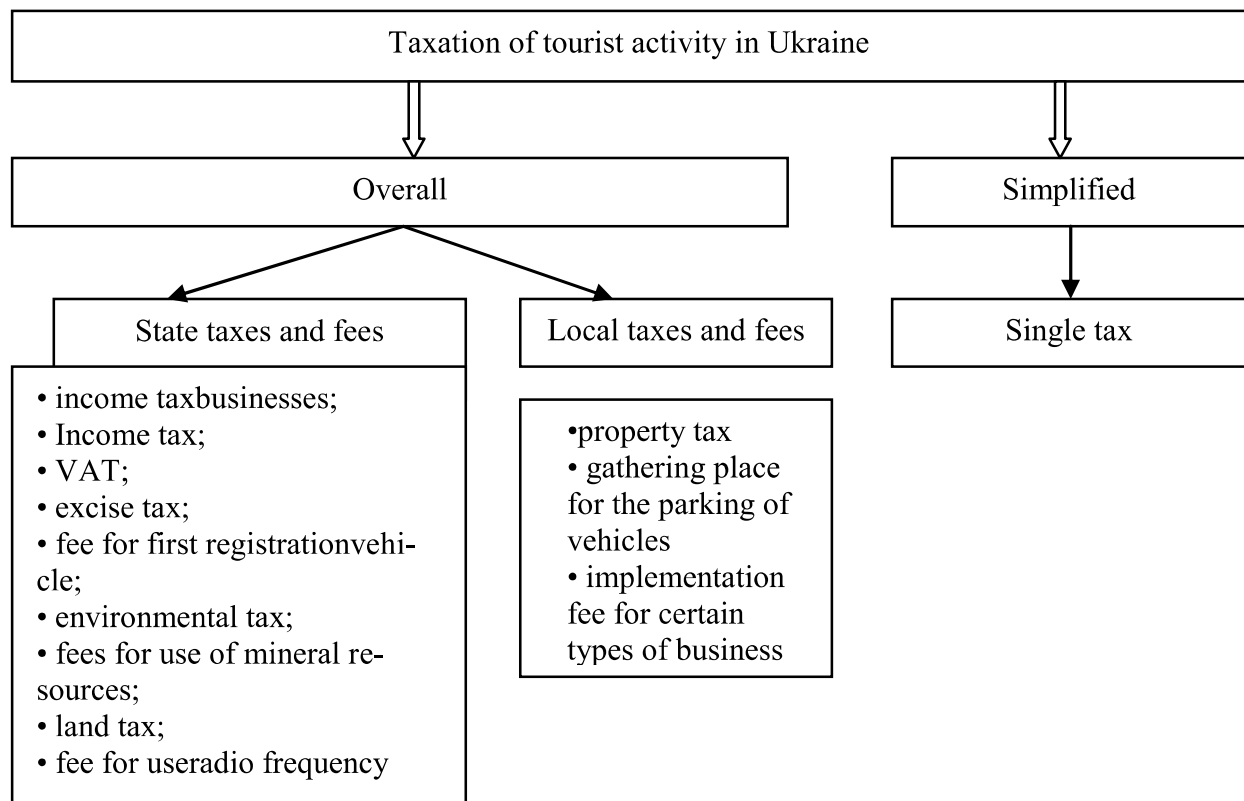 Taxation of tourist activity in Ukraine
Overall
Simplified
State taxes and fees
Local taxes and fees
Single tax
• income taxbusinesses;
• Income tax;
• VAT;
• excise tax;
• fee for first registrationvehi-
cle;
• environmental tax;
• fees for use of mineral re-
sources;
• land tax;
• fee for useradio frequency
•property tax
• gathering place
for the parking of
vehicles
• implementation
fee for certain
types of business